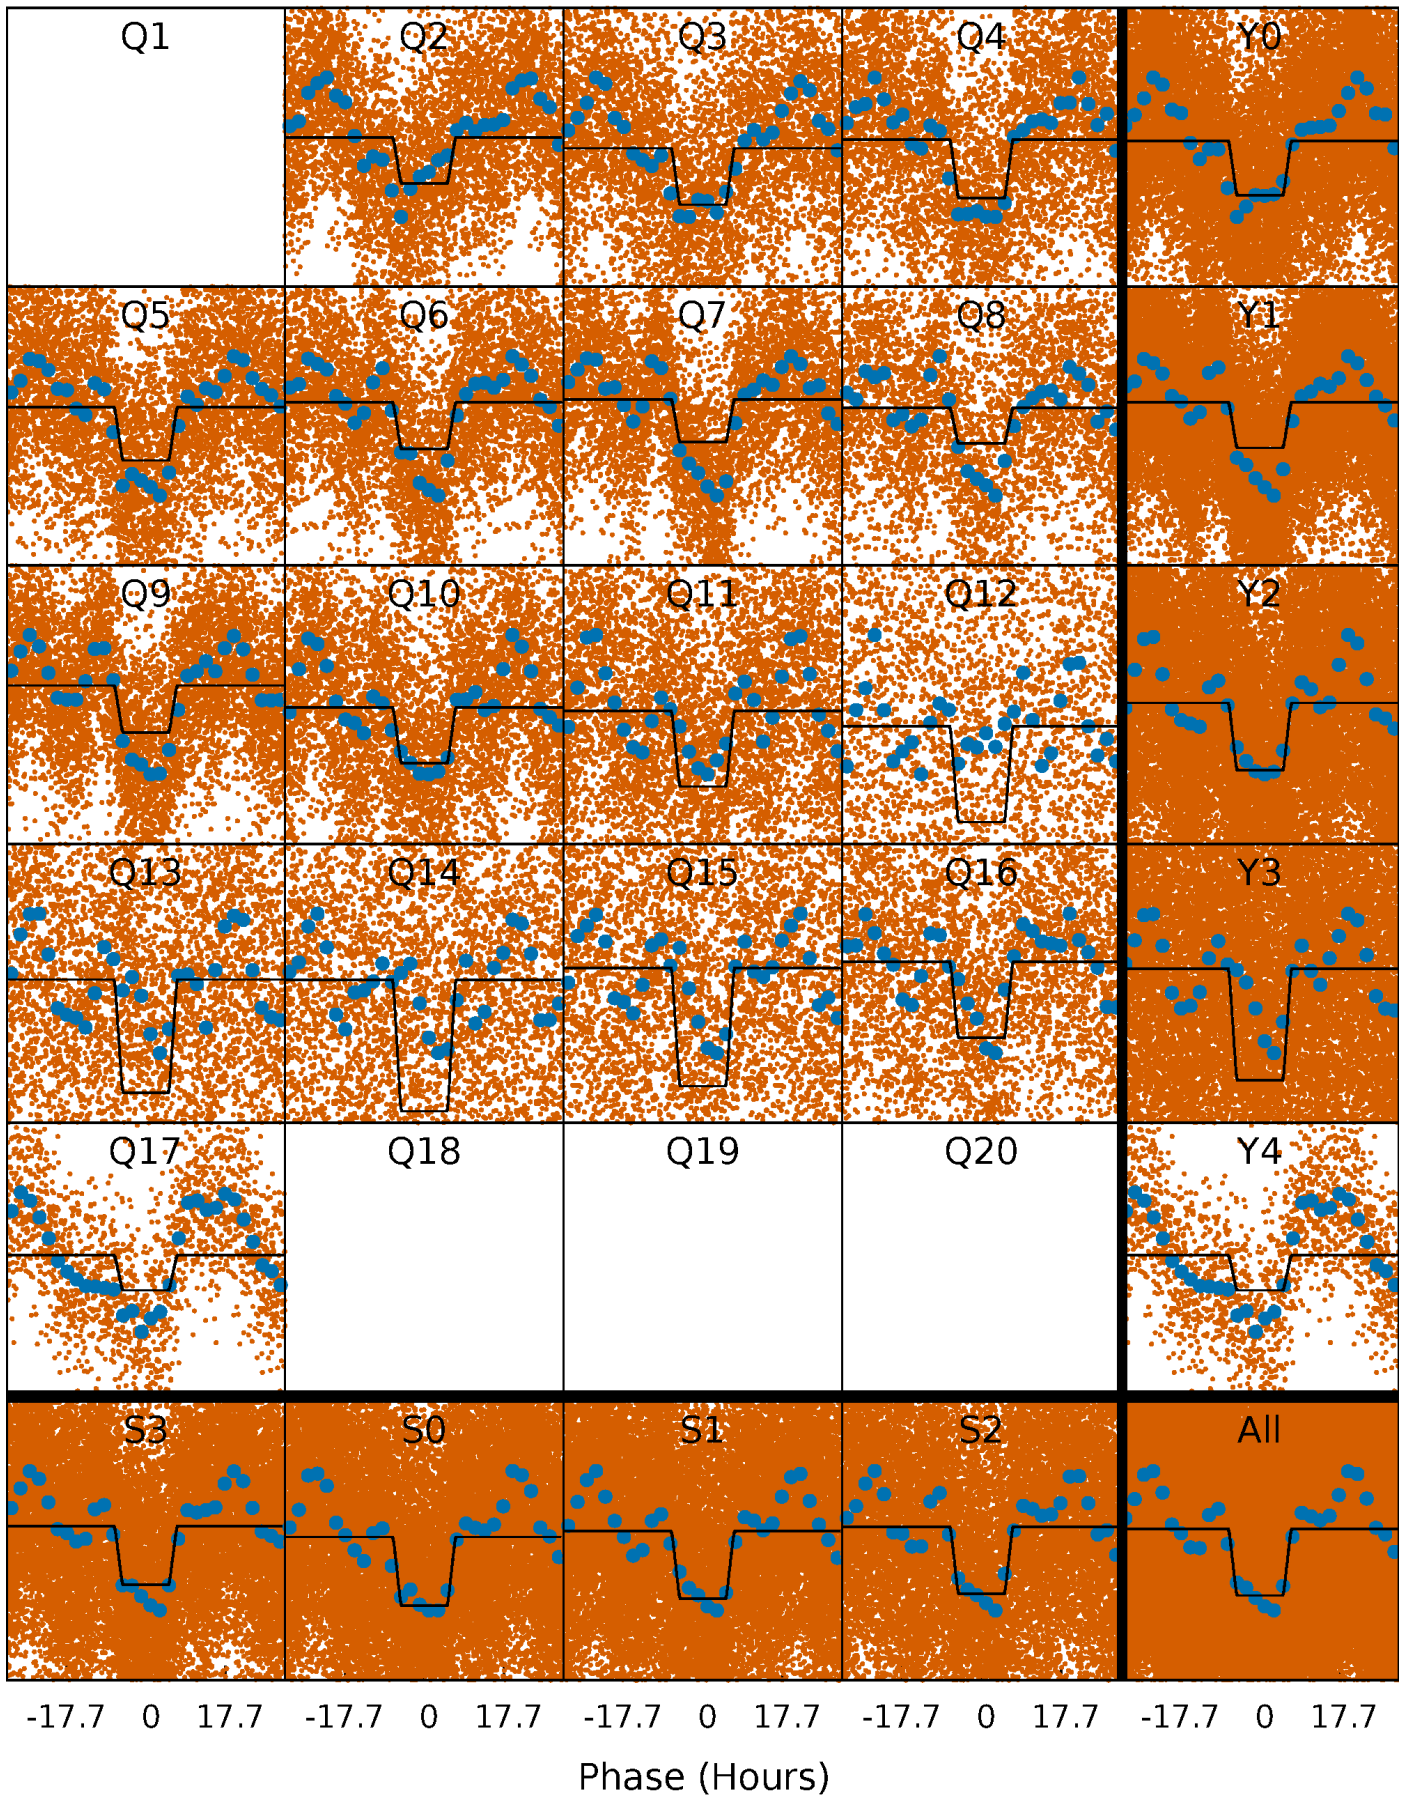 Q1 Q2 Q3 Q4 Y0
Q5 Q6 Q7 Q8 Y1
Q9 Q10 Q11 Q12 Y2
Q13 Q14 Q15 Q16 Y3
Q17 Q18 Q19 Q20 Y4
S3 S0 S1 S2 All
-17.7 0 17.7 -17.7 0 17.7 -17.7 0 17.7 -17.7 0 17.7 -17.7 0 17.7
Phase (Hours)